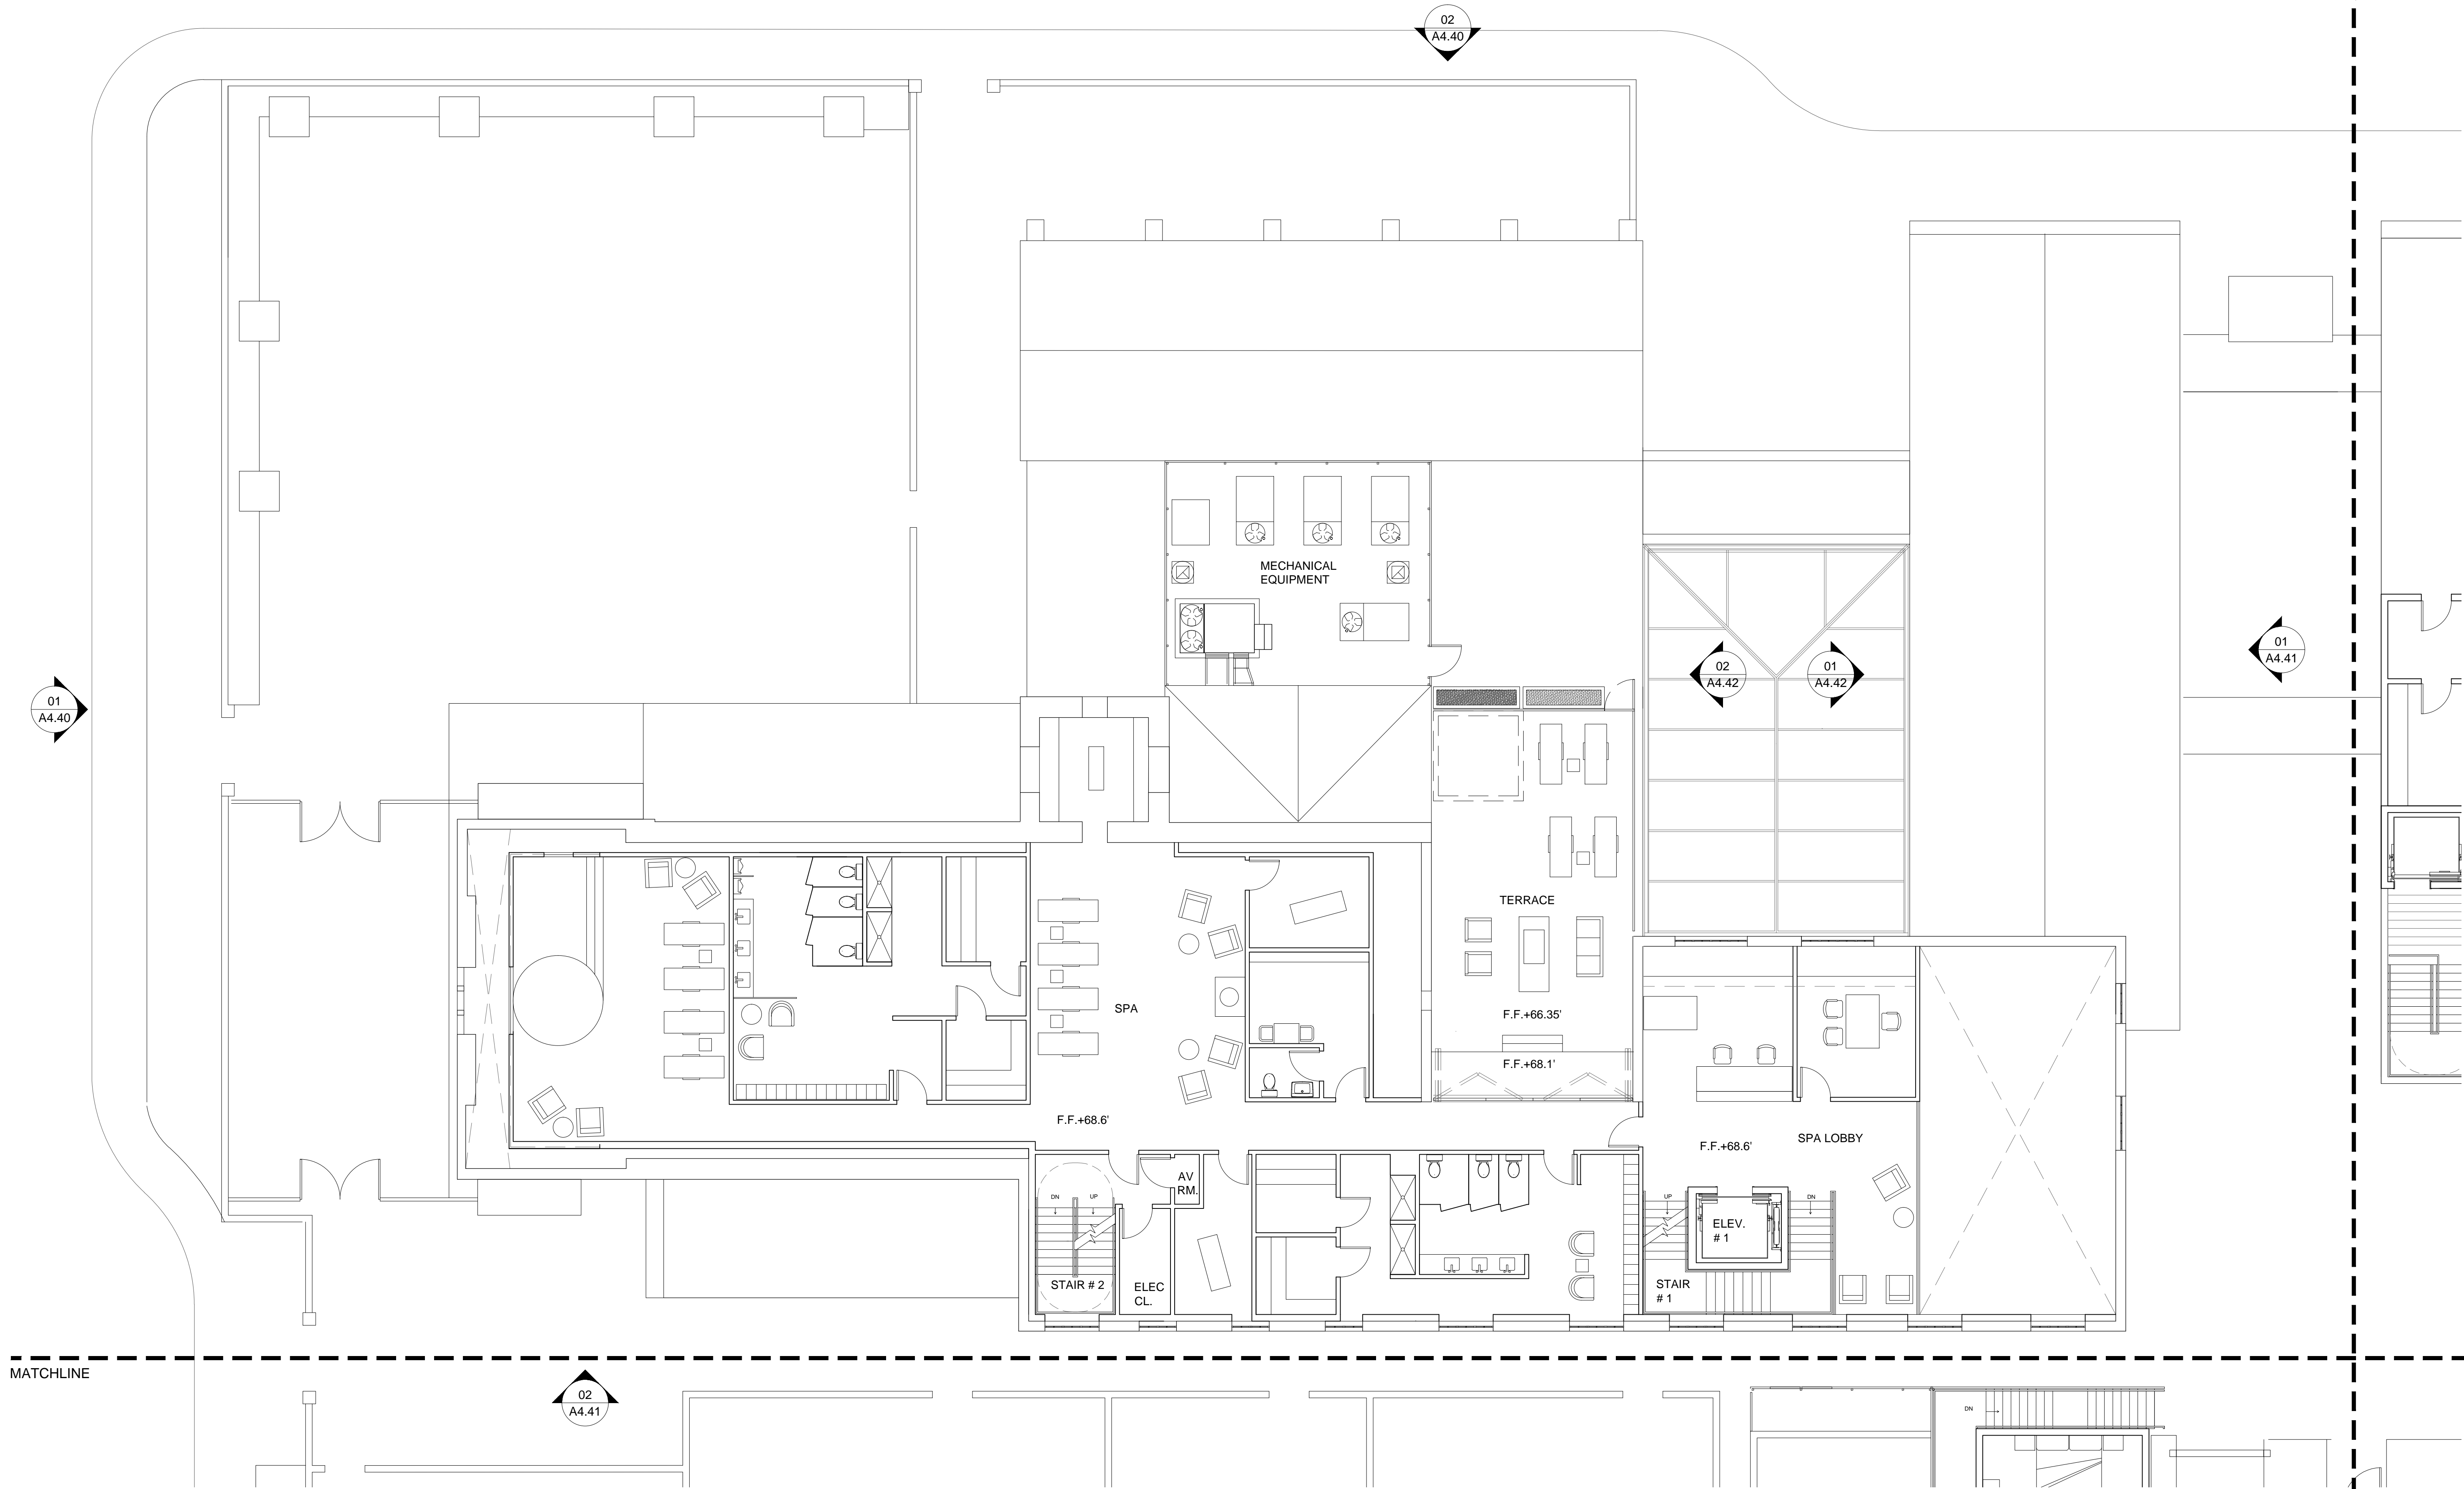 02
A4.40
MECHANICAL
EQUIPMENT
01
A4.41
02
A4.42
01
A4.42
01
A4.40
TERRACE
SPA
F.F.+66.35'
F.F.+68.1'
F.F.+68.6'
SPA LOBBY
F.F.+68.6'
AV
RM.
DN
UP
UP
DN
ELEV.
# 1
STAIR # 2
ELEC
CL.
STAIR
# 1
MATCHLINE
02
A4.41
DN